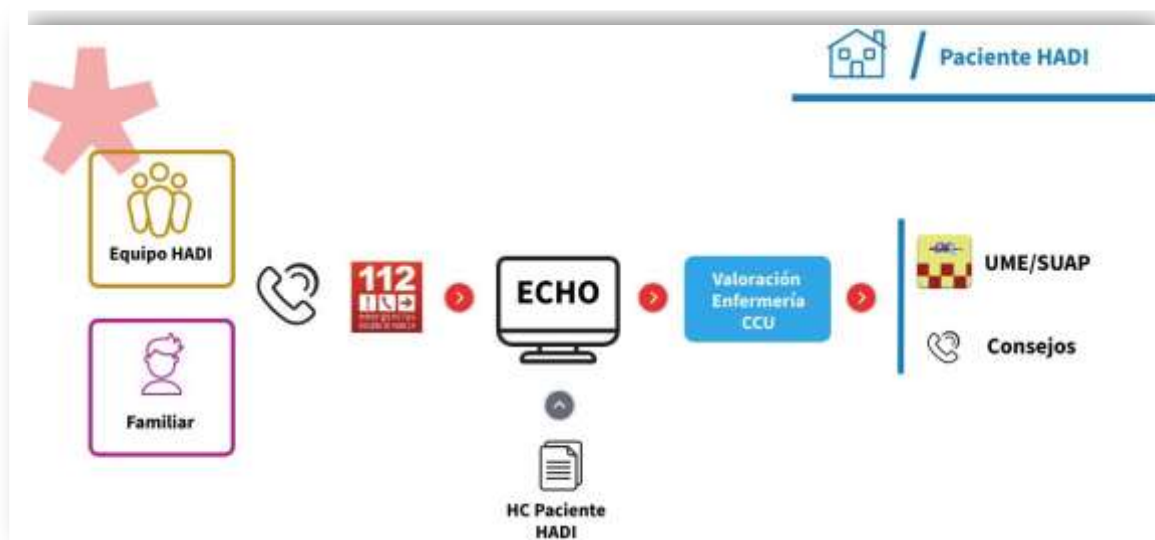 Paciente HADI
Equipo HADI
112
ECHO
Valoración
Enfermería
CCU
UME/SUAP
Consejos
Familiar
HC Paciente
HADI